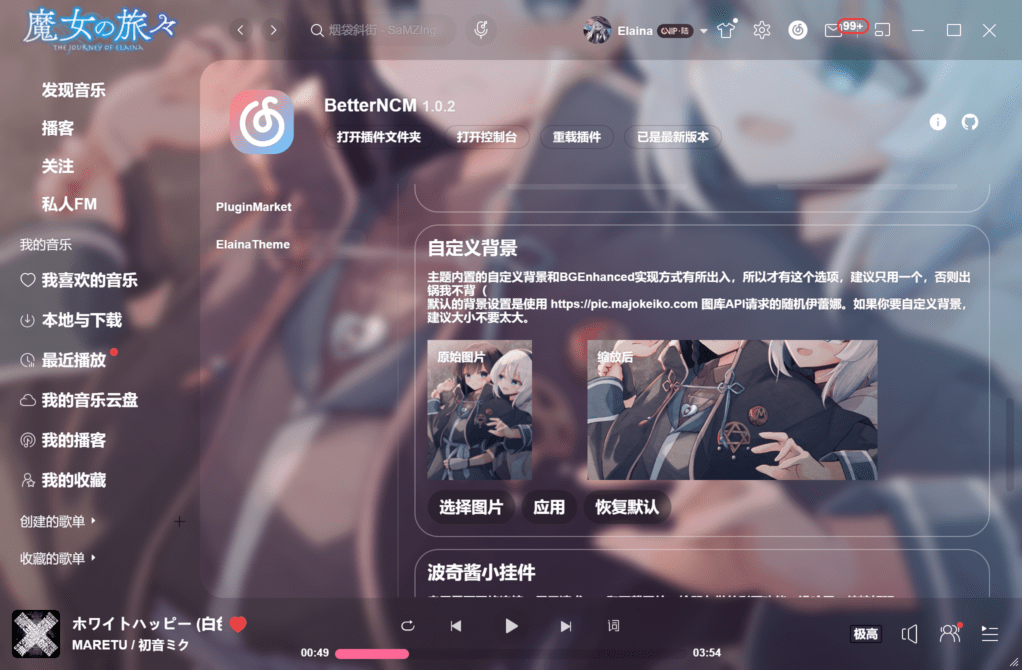 魔女の旅々
THE JOURNEY OF ELAINA
烟袋斜街 - SaMZIng
Elaina
CVIP·陆
99+
发现音乐
播客
关注
私人FM
我的音乐
我喜欢的音乐
本地与下载
最近播放
我的音乐云盘
我的播客
我的收藏
创建的歌单
收藏的歌单
BetterNCM 1.0.2
打开插件文件夹 打开控制台 重载插件 已是最新版本
PluginMarket
ElainaTheme
自定义背景
主题内置的自定义背景和BGEnhanced实现方式有所出入，所以才有这个选项，建议只用一个，否则出
锅我不背（
默认的背景设置是使用 https://pic.majokeiko.com 图库API请求的随机伊蕾娜。如果你要自定义背景，
建议大小不要太大。
原始图片 缩放后
选择图片 应用 恢复默认
波奇酱小挂件
ホワイトハッピー (白
MARETU / 初音ミク
词
00:49 03:54
极高